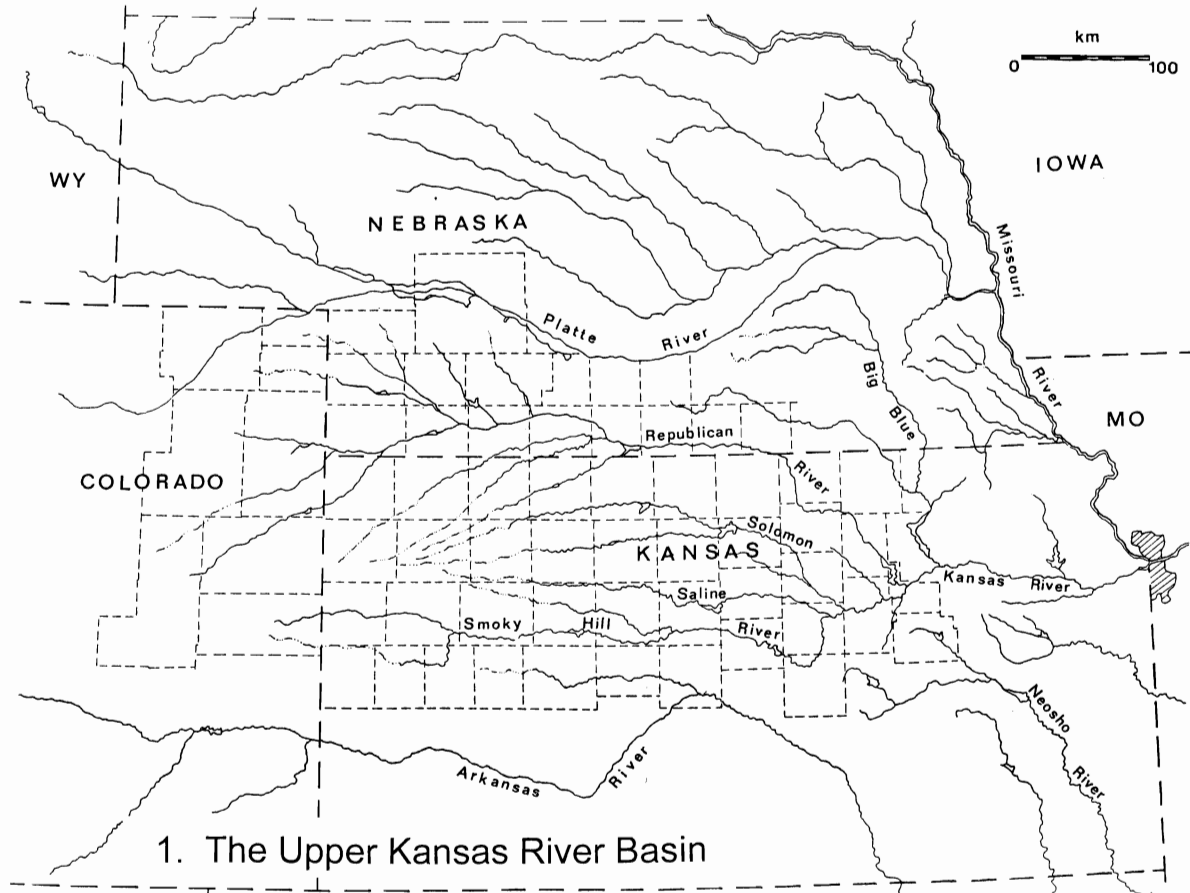 km
0 100
WY
IOWA
NEBRASKA
Missouri
River
Platte
River
Big
Blue
MO
Republican
River
COLORADO
Solomon
KANSAS
Kansas River
Saline
Smoky Hill River
Neosho
River
Arkansas
River
1. The Upper Kansas River Basin